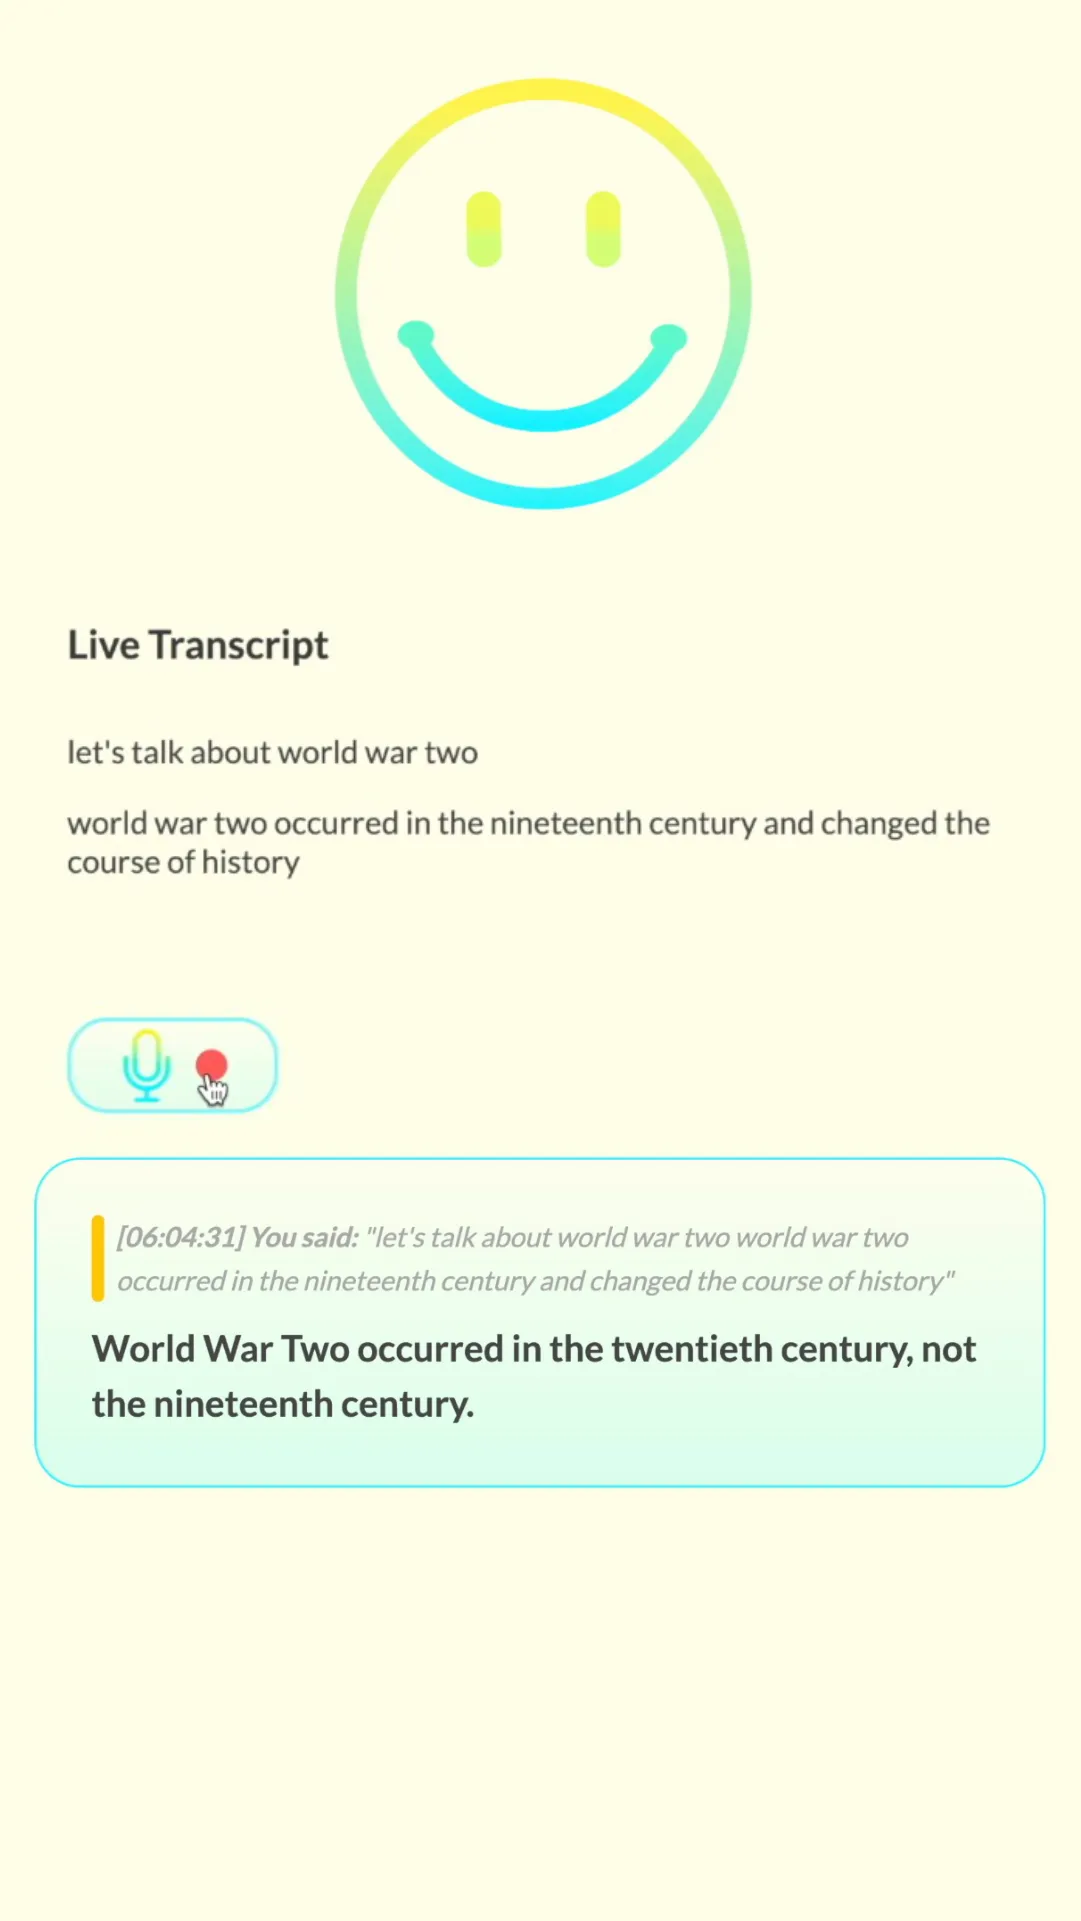 Live Transcript
let's talk about world war two
world war two occurred in the nineteenth century and changed the
course of history
[06:04:31] You said: "let's talk about world war two world war two
occurred in the nineteenth century and changed the course of history"
World War Two occurred in the twentieth century, not
the nineteenth century.